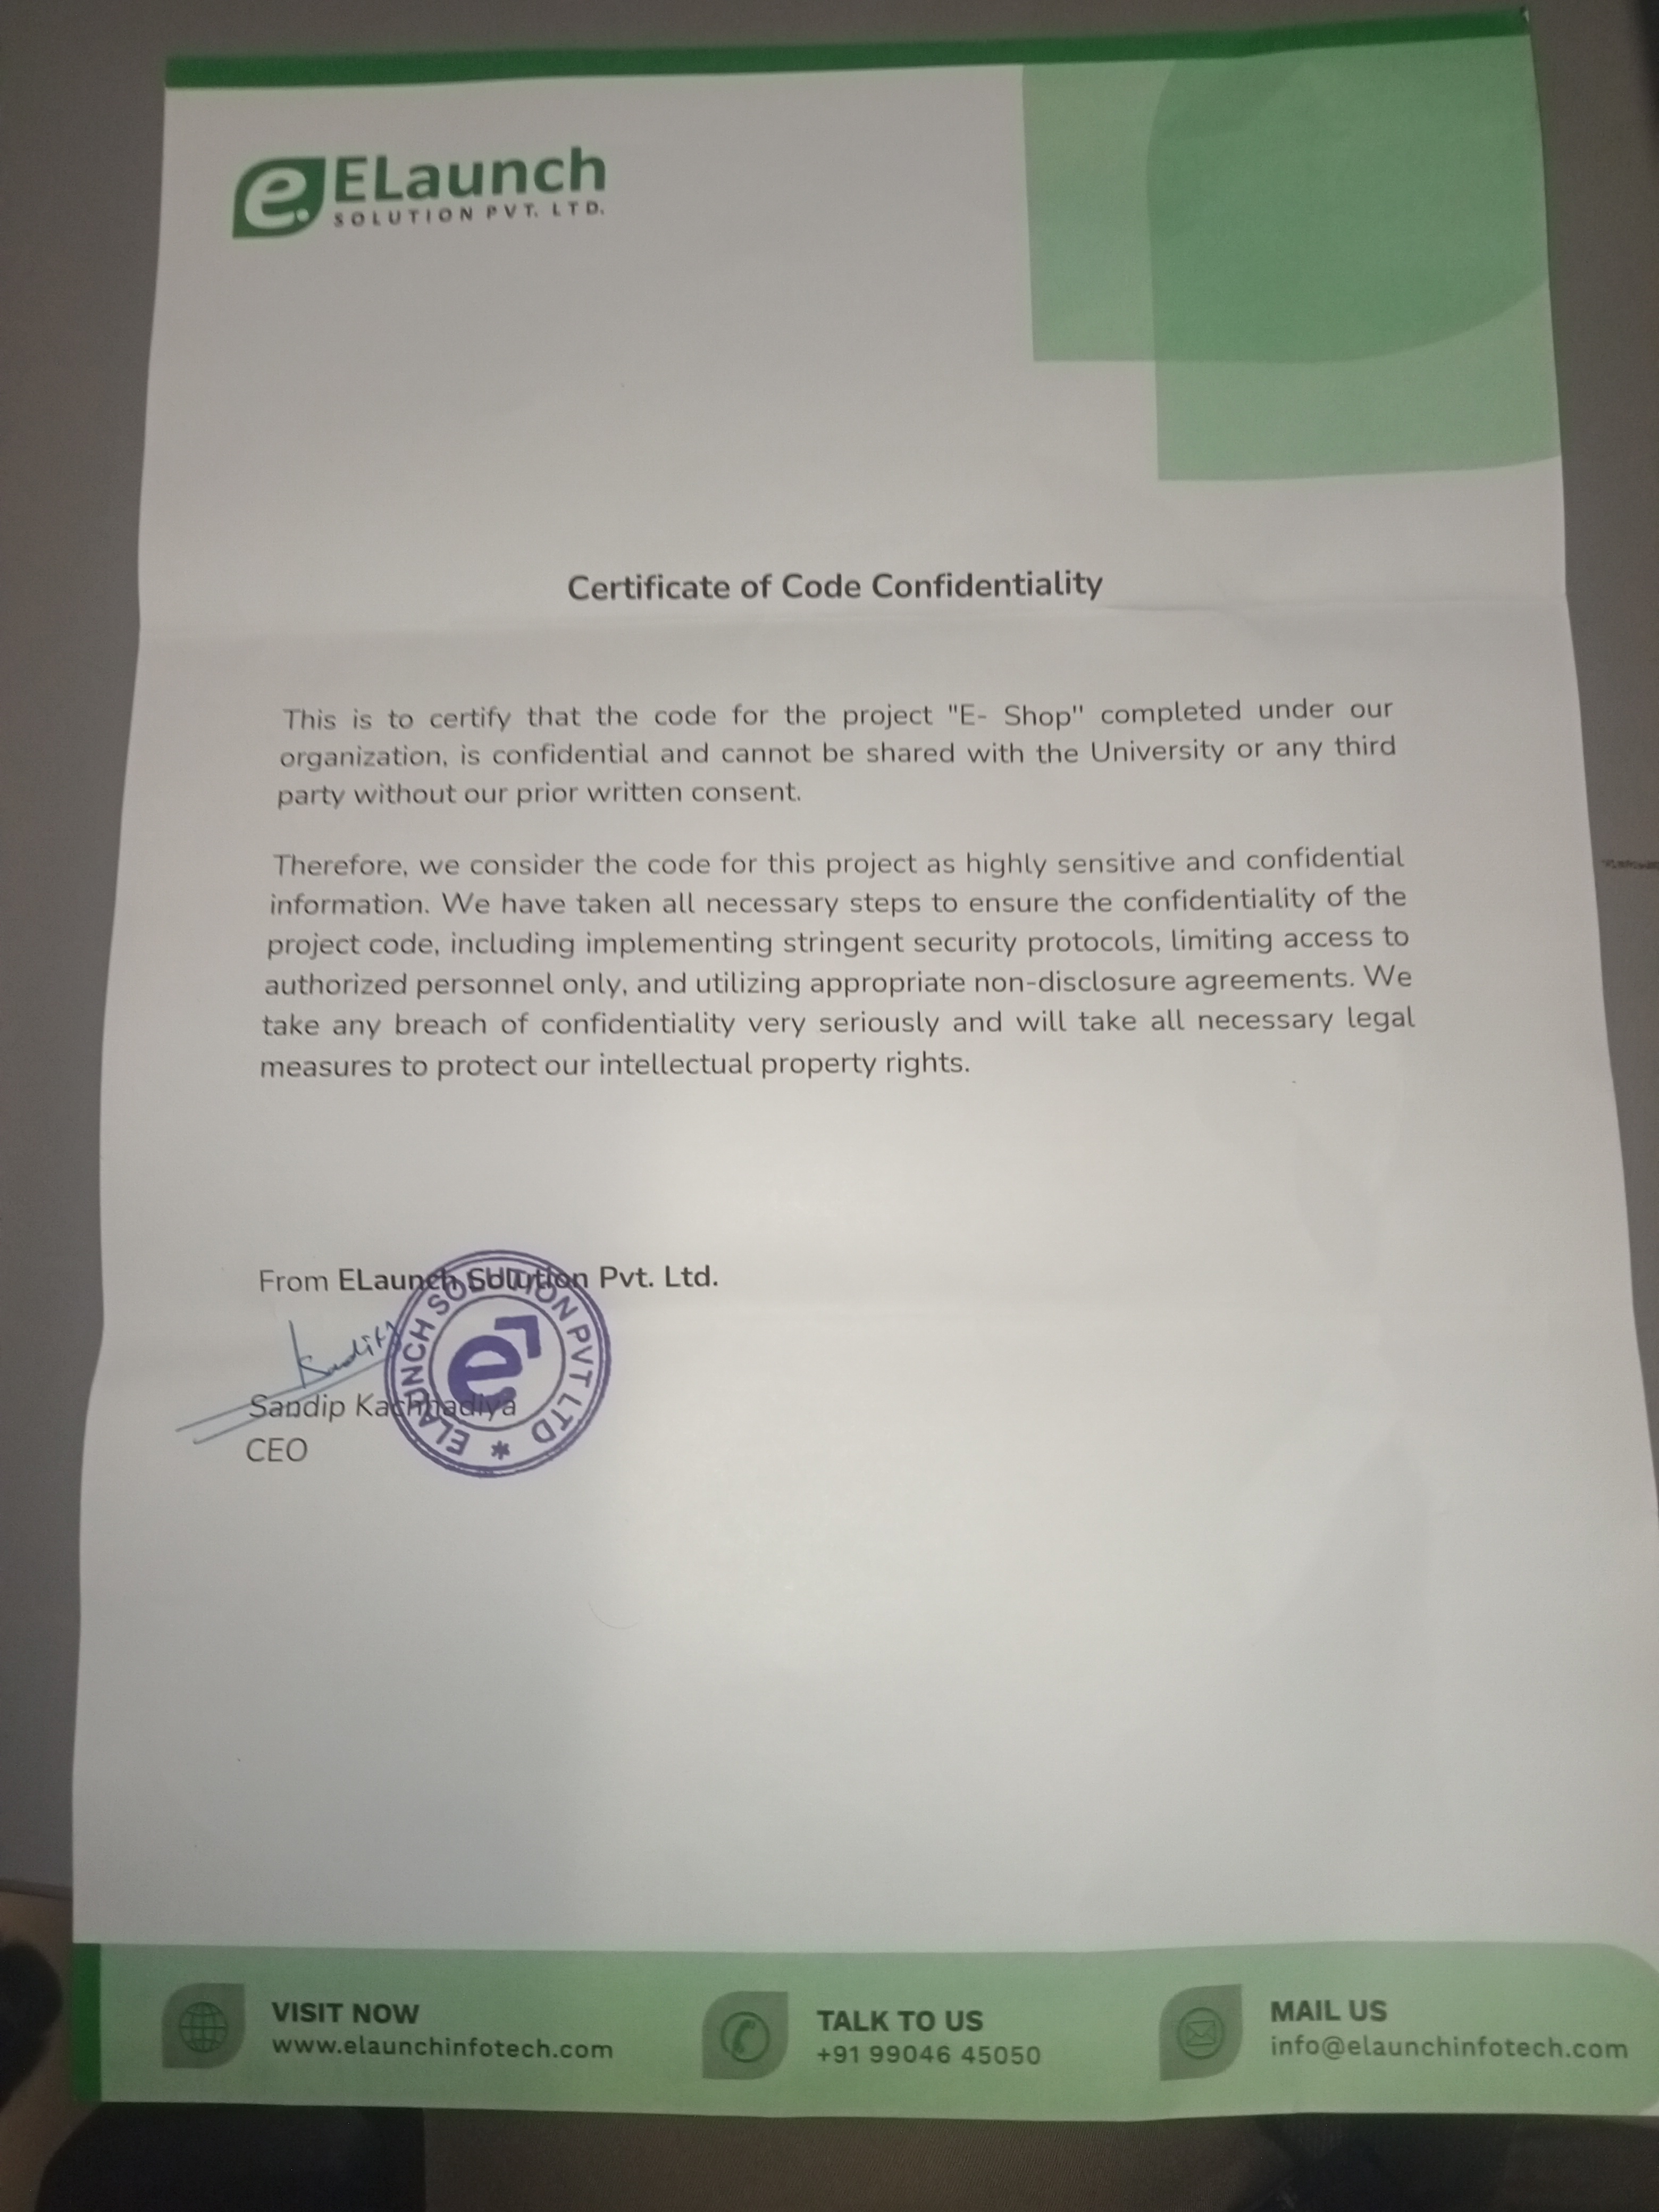 ELaunch
SOLUTION PVT. LTD.
Certificate of Code Confidentiality
This is to certify that the code for the project "E- Shop" completed under our
organization, is confidential and cannot be shared with the University or any third
party without our prior written consent.
Therefore, we consider the code for this project as highly sensitive and confidential
information. We have taken all necessary steps to ensure the confidentiality of the
project code, including implementing stringent security protocols, limiting access to
authorized personnel only, and utilizing appropriate non-disclosure agreements. We
take any breach of confidentiality very seriously and will take all necessary legal
measures to protect our intellectual property rights.
From ELaunch Solution Pvt. Ltd.
ELAUNCH SOLUTION PVT LTD *
e
Sandip Kachhadiya
CEO
VISIT NOW
www.elaunchinfotech.com
TALK TO US
+91 99046 45050
MAIL US
info@elaunchinfotech.com